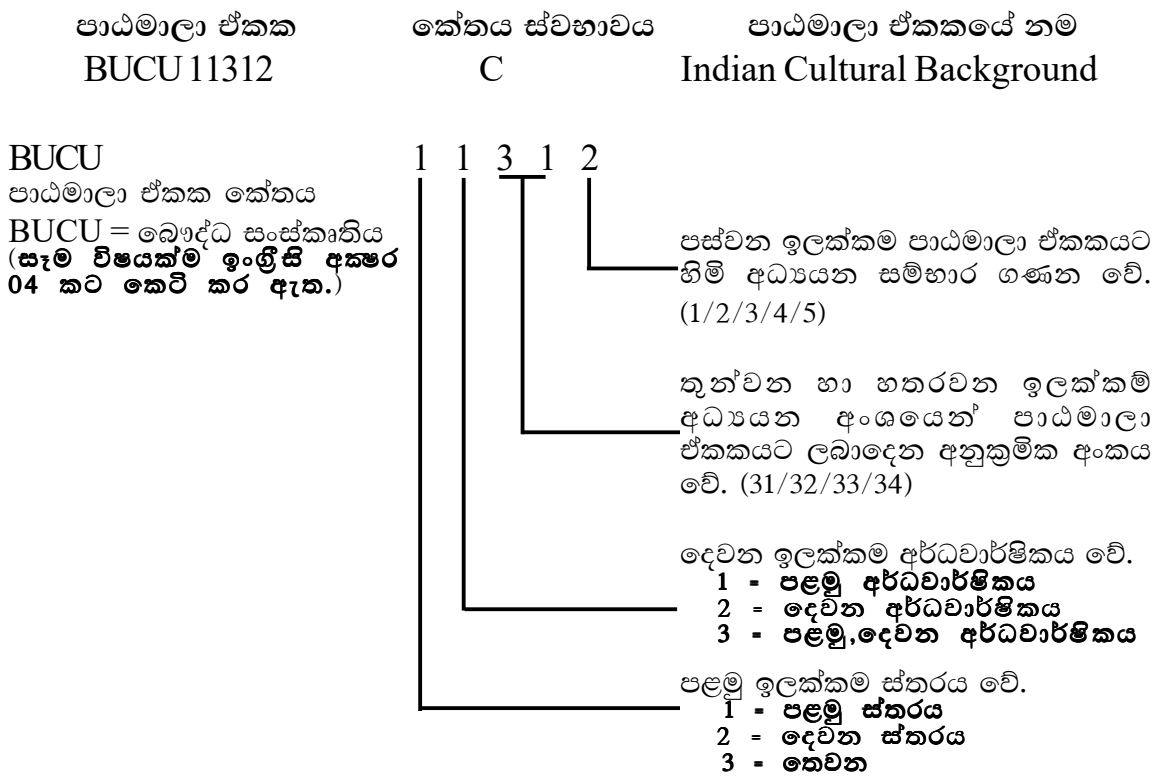 පාඨමාලා ඒකක කේතය ස්වභාවය පාඨමාලා ඒකකයේ නම
BUCU 11312 C Indian Cultural Background
BUCU 1 1 3 1 2
පාඨමාලා ඒකක කේතය
BUCU = බෞද්ධ සංස්කෘතිය
(සෑම විෂයක්ම ඉංග්‍රීසි අක්‍ෂර
04 කට කෙටි කර ඇත.)
පස්වන ඉලක්කම පාඨමාලා ඒකකයට
හිමි අධ්‍යයන සම්භාර ගණන වේ.
(1/2/3/4/5)
තුන්වන හා හතරවන ඉලක්කම්
අධ්‍යයන අංශයෙන් පාඨමාලා
ඒකකයට ලබාදෙන අනුක්‍රමික අංකය
වේ. (31/32/33/34)
දෙවන ඉලක්කම අර්ධවාර්ෂිකය වේ.
1 - පළමු අර්ධවාර්ෂිකය
2 = දෙවන අර්ධවාර්ෂිකය
3 - පළමු,දෙවන අර්ධවාර්ෂිකය
පළමු ඉලක්කම ස්තරය වේ.
1 - පළමු ස්තරය
2 = දෙවන ස්තරය
3 - තෙවන